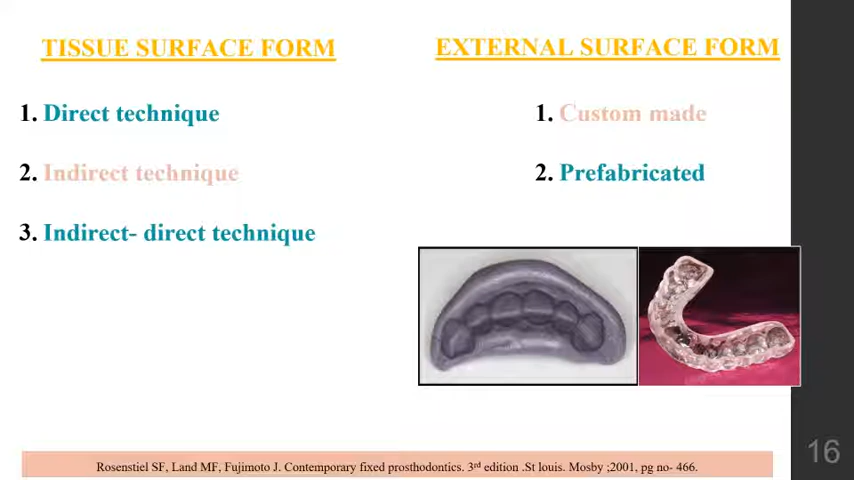 TISSUE SURFACE FORM
1. Direct technique
2. Indirect technique
3. Indirect- direct technique
EXTERNAL SURFACE FORM
1. Custom made
2. Prefabricated
Rosenstiel SF, Land MF, Fujimoto J. Contemporary fixed prosthodontics. 3rd edition .St louis. Mosby ;2001, pg no- 466.
16